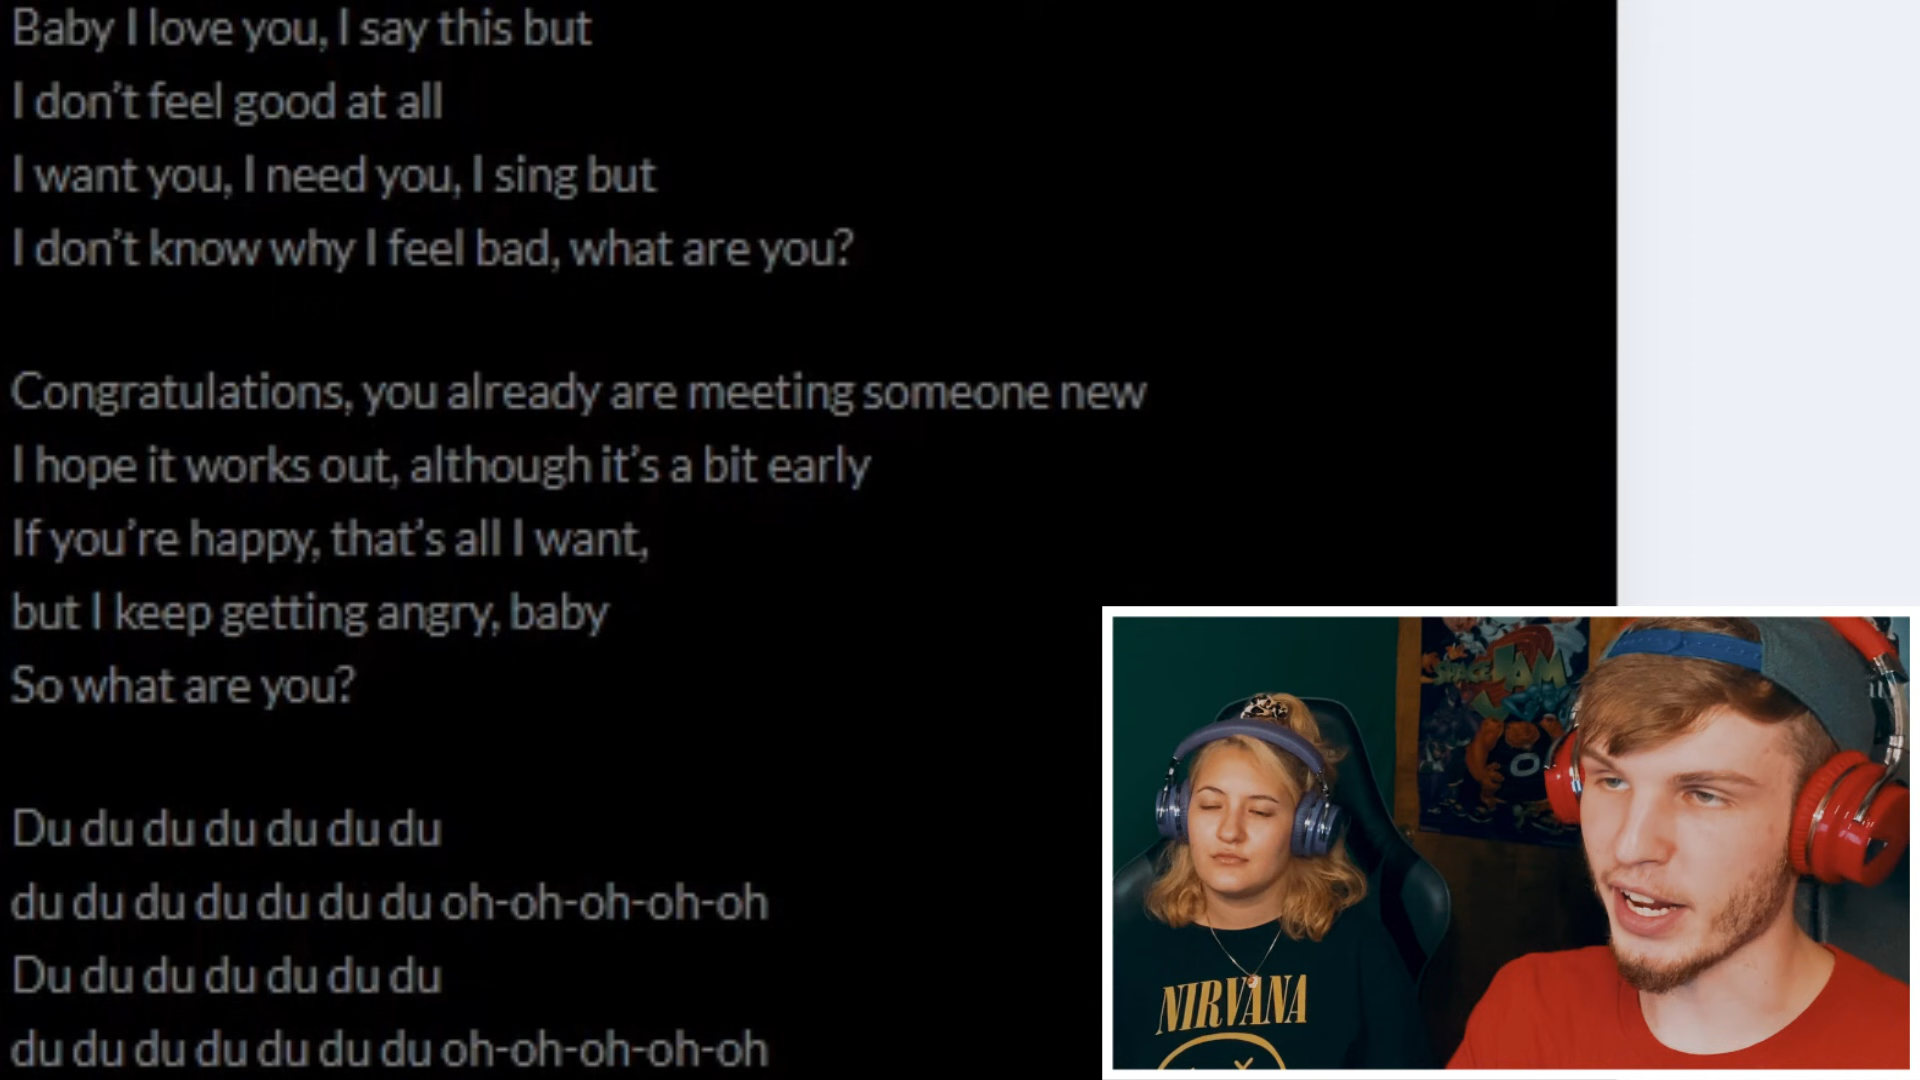 Baby I love you, I say this but
I don't feel good at all
I want you, I need you, I sing but
I don't know why I feel bad, what are you?
Congratulations, you already are meeting someone new
I hope it works out, although it's a bit early
If you're happy, that's all I want,
but I keep getting angry, baby
So what are you?
Du du du du du du du
du du du du du du du oh-oh-oh-oh-oh
Du du du du du du du
du du du du du du du oh-oh-oh-oh-oh
SPACE JAM
NIRVANA